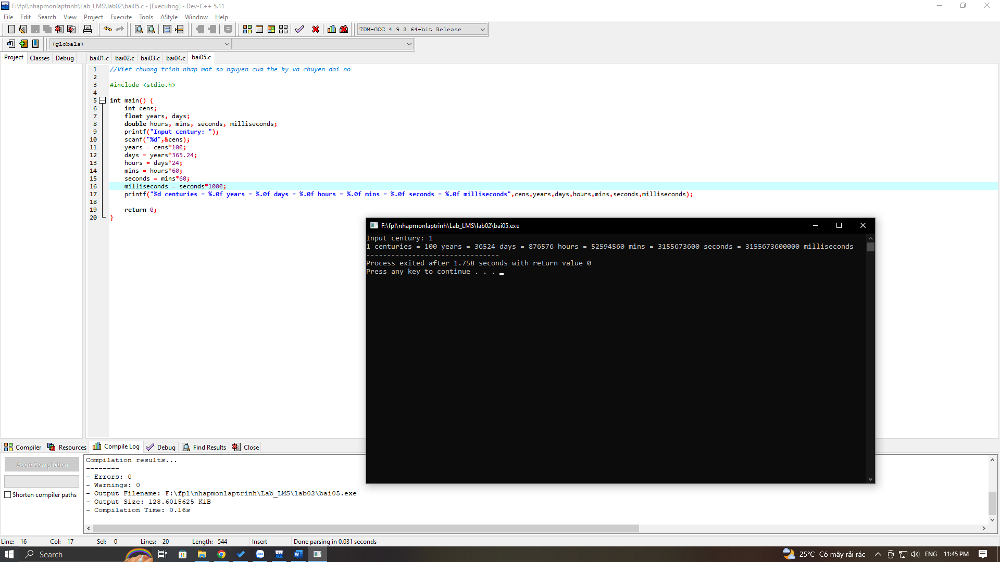 F:\fpl\nhapmonlaptrinh\Lab_LMS\lab02\bai05.c - [Executing] - Dev-C++ 5.11
File Edit Search View Project Execute Tools AStyle Window Help
TDM-GCC 4.9.2 64-bit Release
(globals)
Project Classes Debug
bai01.c bai02.c bai03.c bai04.c bai05.c
1 //Viet chuong trinh nhap mot so nguyen cua the ky va chuyen doi no
2
3 #include <stdio.h>
4
5 int main() {
6 int cens;
7 float years, days;
8 double hours, mins, seconds, milliseconds;
9 printf("Input century: ");
10 scanf("%d",&cens);
11 years = cens*100;
12 days = years*365.24;
13 hours = days*24;
14 mins = hours*60;
15 seconds = mins*60;
16 milliseconds = seconds*1000;
17 printf("%d centuries = %.0f years = %.0f days = %.0f hours = %.0f mins = %.0f seconds = %.0f milliseconds",cens,years,days,hours,mins,seconds,milliseconds);
18
19 return 0;
20 }
F:\fpl\nhapmonlaptrinh\Lab_LMS\lab02\bai05.exe
Input century: 1
1 centuries = 100 years = 36524 days = 876576 hours = 52594560 mins = 3155673600 seconds = 3155673600000 milliseconds
--------------------------------
Process exited after 1.758 seconds with return value 0
Press any key to continue . . .
Compiler Resources Compile Log Debug Find Results Close
Abort Compilation
Shorten compiler paths
Compilation results...
--------
- Errors: 0
- Warnings: 0
- Output Filename: F:\fpl\nhapmonlaptrinh\Lab_LMS\lab02\bai05.exe
- Output Size: 128.6015625 KiB
- Compilation Time: 0.16s
Line: 16 Col: 17 Sel: 0 Lines: 20 Length: 544 Insert Done parsing in 0.031 seconds
Search
25°C Có mây rải rác ENG 11:45 PM